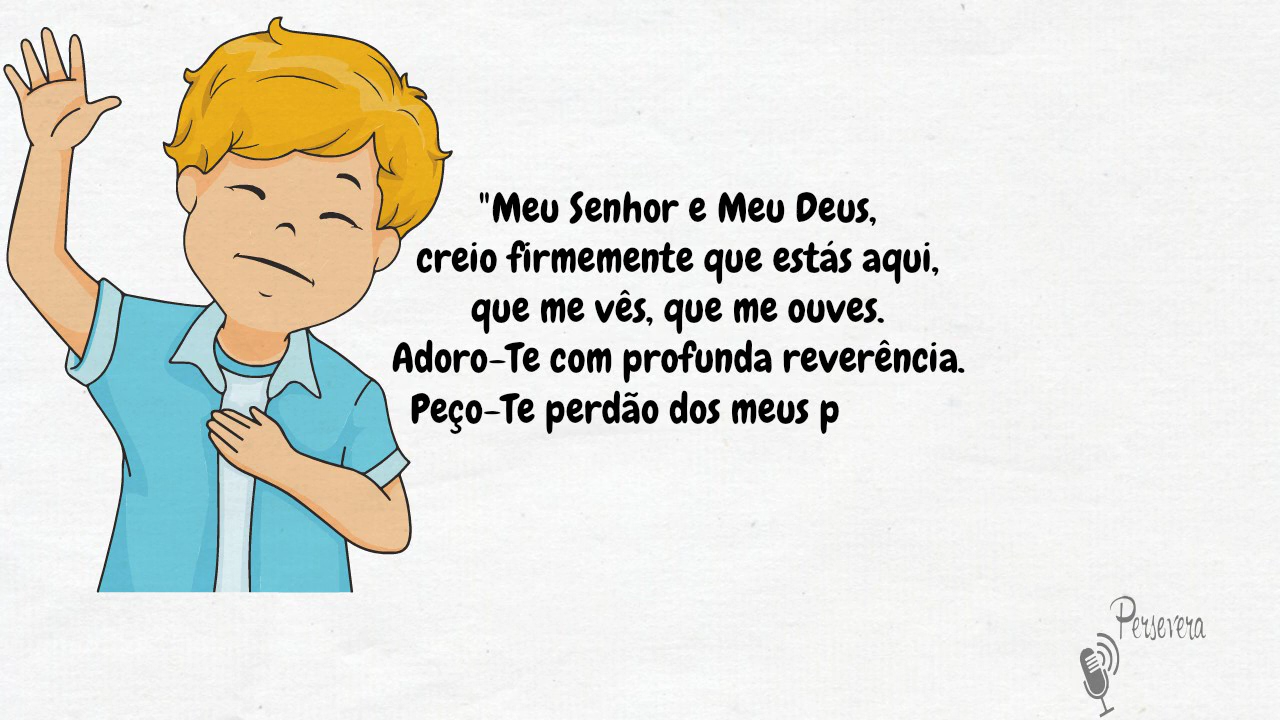 "Meu Senhor e Meu Deus,
creio firmemente que estás aqui,
que me vês, que me ouves.
Adoro-Te com profunda reverência.
Peço-Te perdão dos meus p
Persevera